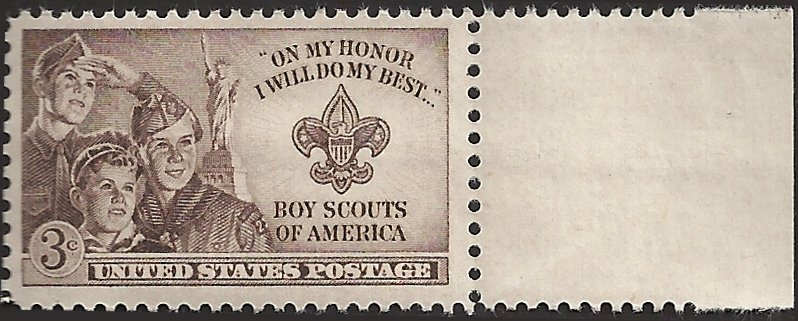 "ON MY HONOR
I WILL DO MY BEST..."
BOY SCOUTS
OF AMERICA
3¢
UNITED STATES POSTAGE